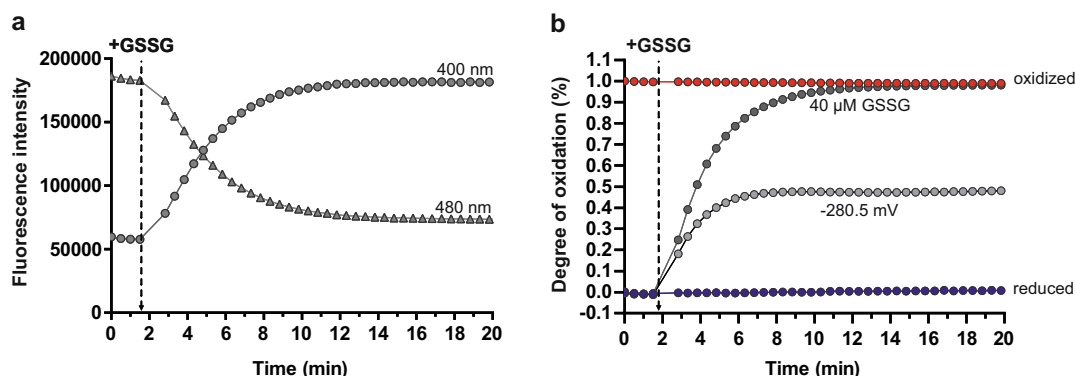 a
+GSSG
200000
150000
100000
50000
0
Fluorescence intensity
400 nm
480 nm
0 2 4 6 8 10 12 14 16 18 20
Time (min)
b
+GSSG
1.1
1.0
0.9
0.8
0.7
0.6
0.5
0.4
0.3
0.2
0.1
0.0
-0.1
Degree of oxidation (%)
oxidized
40 µM GSSG
-280.5 mV
reduced
0 2 4 6 8 10 12 14 16 18 20
Time (min)